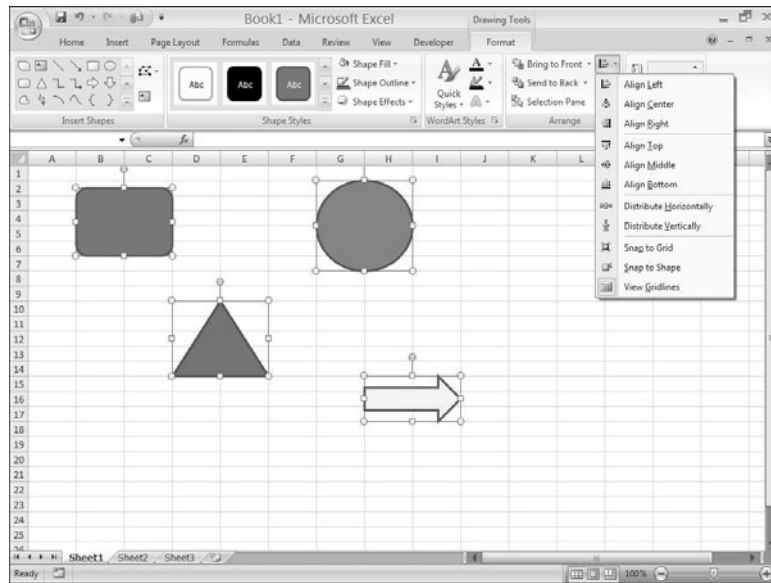 Book1 - Microsoft Excel
Drawing Tools
Home Insert Page Layout Formulas Data Review View Developer Format
Abc Abc Abc
Shape Fill
Shape Outline
Shape Effects
Quick Styles
A
Bring to Front
Send to Back
Selection Pane
Insert Shapes Shape Styles WordArt Styles Arrange
Align Left
Align Center
Align Right
Align Top
Align Middle
Align Bottom
Distribute Horizontally
Distribute Vertically
Snap to Grid
Snap to Shape
View Gridlines
fx
A B C D E F G H I J K L
1
2
3
4
5
6
7
8
9
10
11
12
13
14
15
16
17
18
19
20
21
22
23
24
25
26
Sheet1 Sheet2 Sheet3
Ready 100%